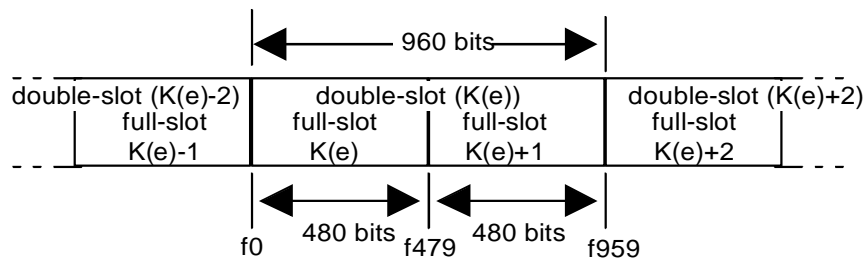 960 bits
double-slot (K(e)-2) double-slot (K(e)) double-slot (K(e)+2)
full-slot full-slot full-slot full-slot
K(e)-1 K(e) K(e)+1 K(e)+2
480 bits 480 bits
f0 f479 f959